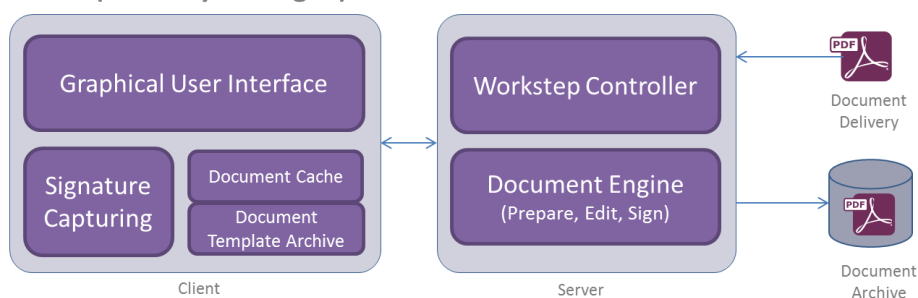 Graphical User Interface
Signature
Capturing
Document Cache
Document
Template Archive
Client
Workstep Controller
Document Engine
(Prepare, Edit, Sign)
Server
PDF
Document
Delivery
PDF
Document
Archive